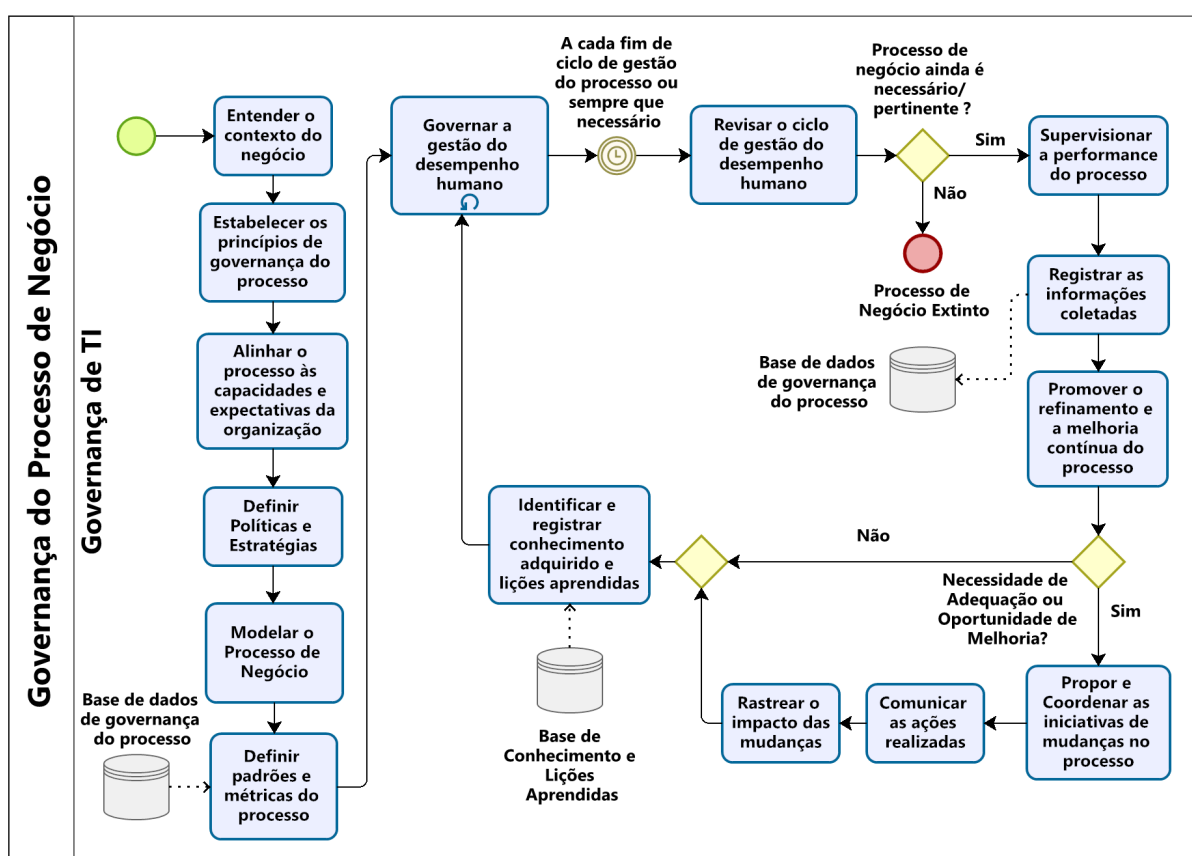 Governança do Processo de Negócio
Governança de TI
Entender o
contexto do
negócio
Estabelecer os
princípios de
governança do
processo
Alinhar o
processo às
capacidades e
expectativas da
organização
Definir
Políticas e
Estratégias
Modelar o
Processo de
Negócio
Base de dados
de governança
do processo
Definir
padrões e
métricas do
processo
Governar a
gestão do
desempenho
humano
A cada fim de
ciclo de gestão
do processo ou
sempre que
necessário
Revisar o ciclo
de gestão do
desempenho
humano
Processo de
negócio ainda é
necessário/
pertinente ?
Sim
Não
Processo de
Negócio Extinto
Supervisionar
a performance
do processo
Registrar as
informações
coletadas
Base de dados
de governança
do processo
Promover o
refinamento e
a melhoria
contínua do
processo
Necessidade de
Adequação ou
Oportunidade de
Melhoria?
Não
Sim
Propor e
Coordenar as
iniciativas de
mudanças no
processo
Comunicar
as ações
realizadas
Rastrear o
impacto das
mudanças
Identificar e
registrar
conhecimento
adquirido e
lições aprendidas
Base de
Conhecimento e
Lições
Aprendidas